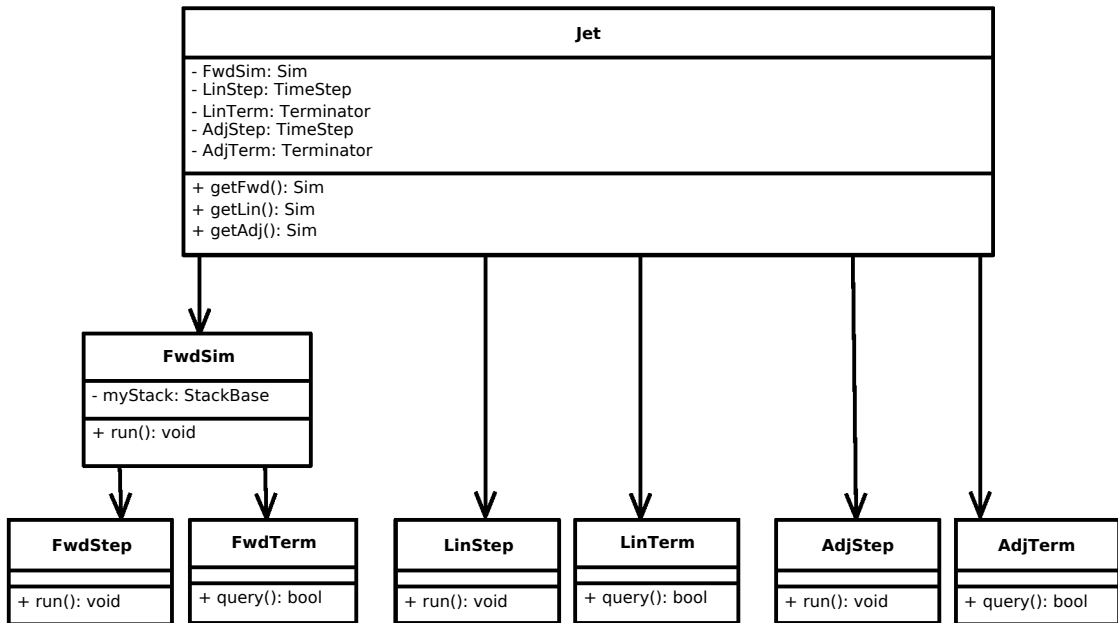 Jet
- FwdSim: Sim
- LinStep: TimeStep
- LinTerm: Terminator
- AdjStep: TimeStep
- AdjTerm: Terminator
+ getFwd(): Sim
+ getLin(): Sim
+ getAdj(): Sim
FwdSim
- myStack: StackBase
+ run(): void
FwdStep
+ run(): void
FwdTerm
+ query(): bool
LinStep
+ run(): void
LinTerm
+ query(): bool
AdjStep
+ run(): void
AdjTerm
+ query(): bool